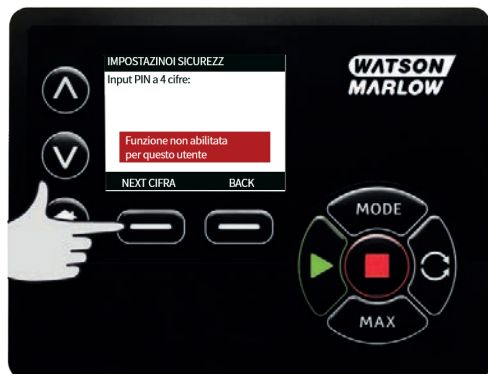 IMPOSTAZINOI SICUREZZ
Input PIN a 4 cifre:
Funzione non abilitata
per questo utente
NEXT CIFRA BACK
WATSON
MARLOW
MODE
MAX